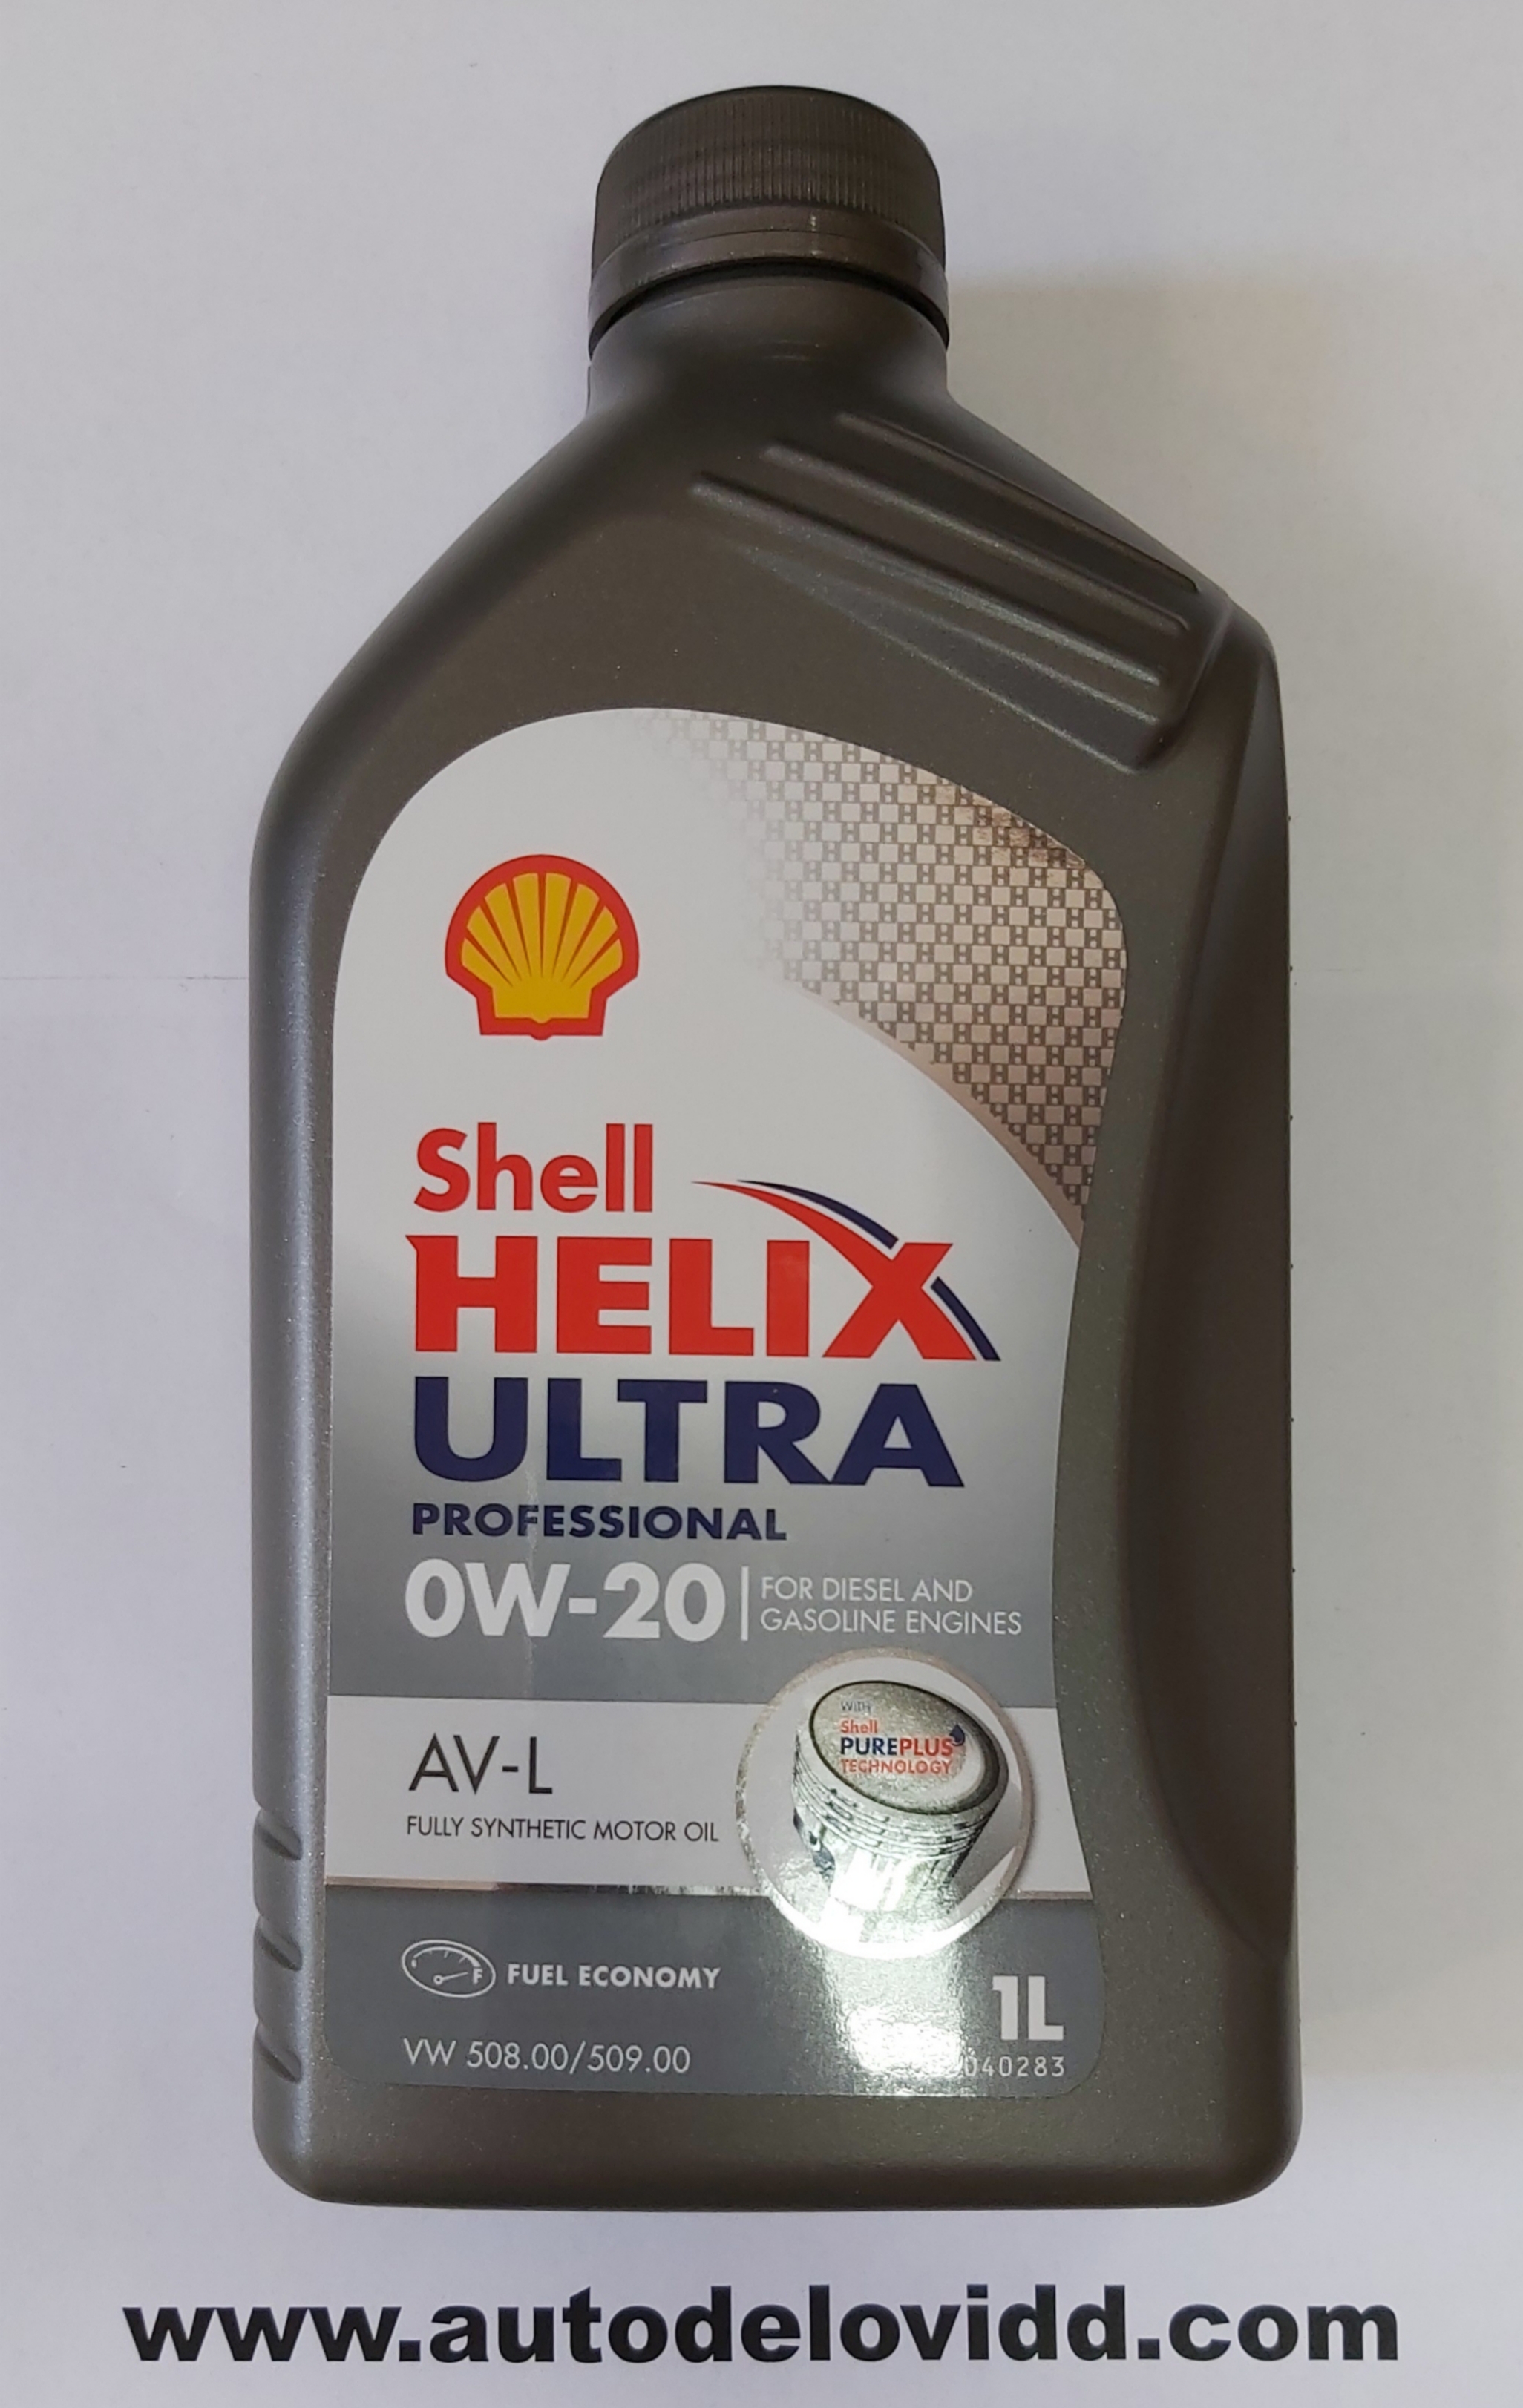 Shell
HELIX
ULTRA
PROFESSIONAL
0W-20
FOR DIESEL AND
GASOLINE ENGINES
AV-L
FULLY SYNTHETIC MOTOR OIL
WITH
Shell
PUREPLUS
TECHNOLOGY
F FUEL ECONOMY
1L
VW 508.00/509.00
www.autodelovidd.com